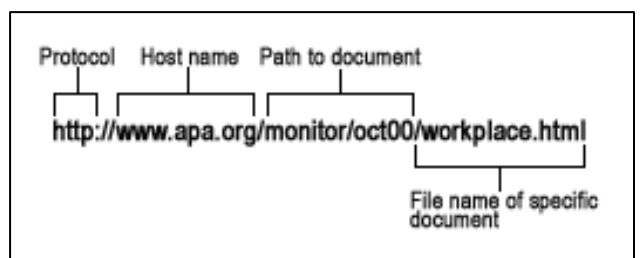 Protocol Host name Path to document
http://www.apa.org/monitor/oct00/workplace.html
File name of specific
document